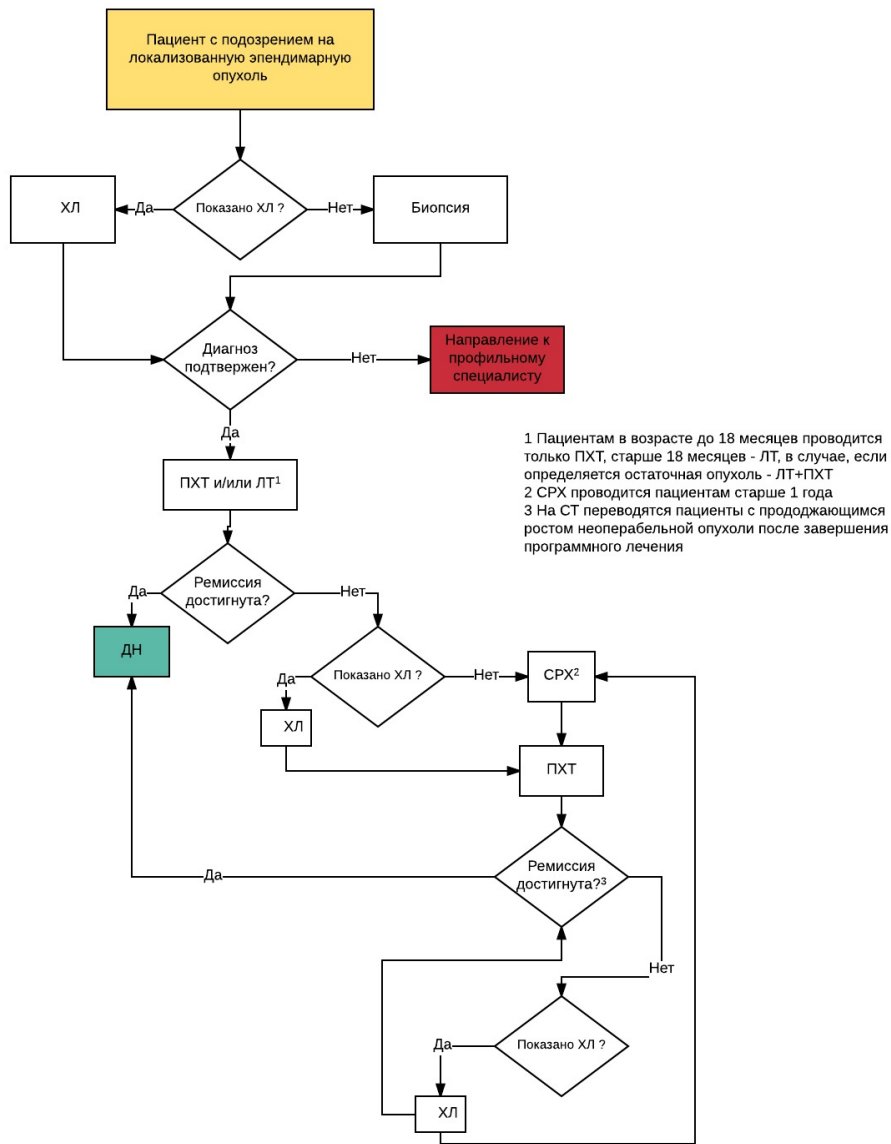 Пациент с подозрением на
локализованную эпендимарную
опухоль
ХЛ
Да
Показано ХЛ ?
Нет
Биопсия
Диагноз
подтвержен?
Нет
Направление к
профильному
специалисту
Да
1 Пациентам в возрасте до 18 месяцев проводится
только ПХТ, старше 18 месяцев - ЛТ, в случае, если
определяется остаточная опухоль - ЛТ+ПХТ
2 СРХ проводится пациентам старше 1 года
3 На СТ переводятся пациенты с прододжающимся
ростом неоперабельной опухоли после завершения
программного лечения
ПХТ и/или ЛТ¹
Да
Ремиссия
достигнута?
Нет
ДН
Да
Показано ХЛ ?
Нет
СРХ²
ХЛ
ПХТ
Да
Ремиссия
достигнута?³
Нет
Да
Показано ХЛ ?
ХЛ